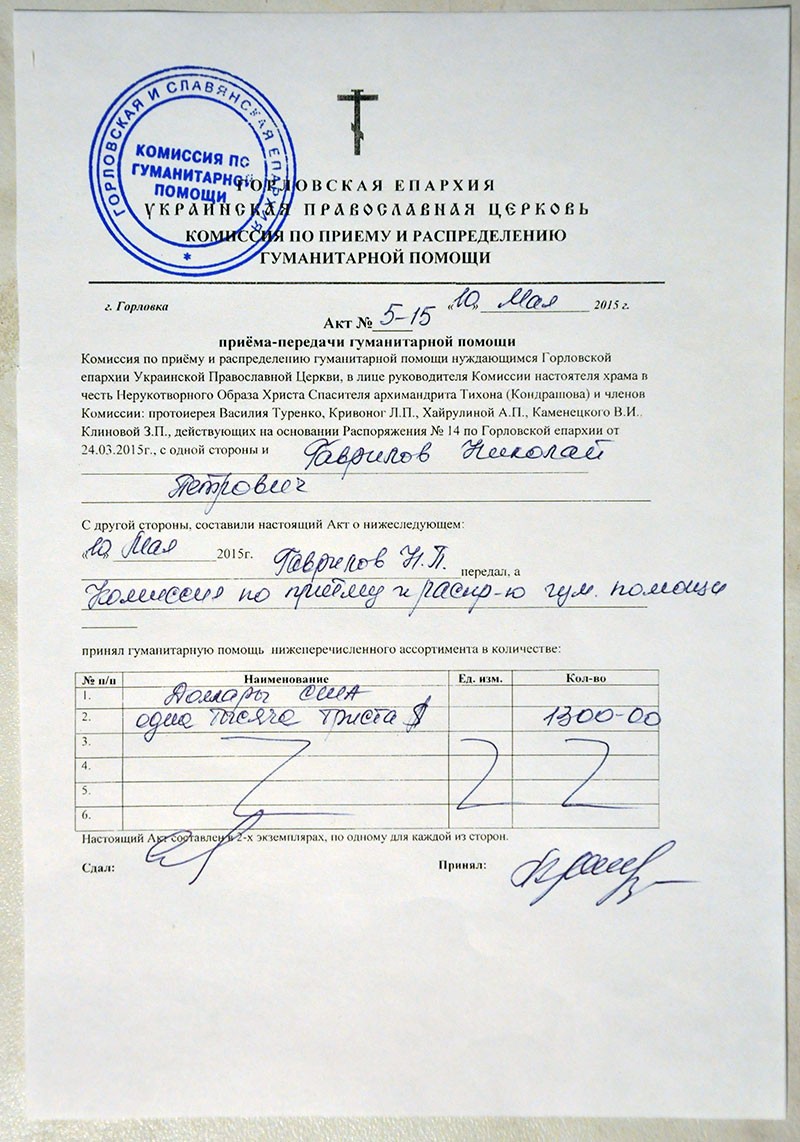 ГОРЛОВСКАЯ И СЛАВЯНСКАЯ ЕПАРХИЯ
КОМИССИЯ ПО
ГУМАНИТАРНОЙ
ПОМОЩИ
*
ГОРЛОВСКАЯ ЕПАРХИЯ
УКРАИНСКАЯ ПРАВОСЛАВНАЯ ЦЕРКОВЬ
КОМИССИЯ ПО ПРИЕМУ И РАСПРЕДЕЛЕНИЮ
ГУМАНИТАРНОЙ ПОМОЩИ
г. Горловка «10» Мая 2015 г.
Акт № 5-15
приёма-передачи гуманитарной помощи
Комиссия по приёму и распределению гуманитарной помощи нуждающимся Горловской
епархии Украинской Православной Церкви, в лице руководителя Комиссии настоятеля храма в
честь Нерукотворного Образа Христа Спасителя архимандрита Тихона (Кондрашова) и членов
Комиссии: протоиерея Василия Туренко, Кривоног Л.П., Хайрулиной А.П., Каменецкого В.И.,
Клиновой З.П., действующих на основании Распоряжения № 14 по Горловской епархии от
24.03.2015г., с одной стороны и Гаврилов Николай
Петрович
С другой стороны, составили настоящий Акт о нижеследующем:
«10» Мая 2015г. Гаврилов Н.П. передал, а
Комиссия по приёму и распр-ю гум. помощи
принял гуманитарную помощь нижеперечисленного ассортимента в количестве:
№ п/п Наименование Ед. изм. Кол-во
1. Доллары США
2. одна тысяча триста $ 1300-00
3.
4.
5.
6.
Настоящий Акт составлен в 2-х экземплярах, по одному для каждой из сторон.
Сдал: Принял: